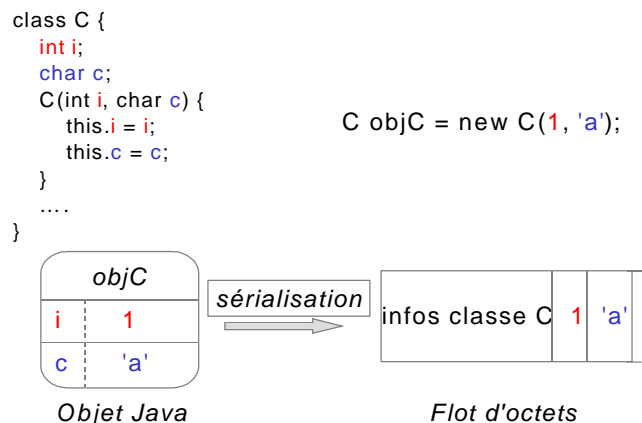 class C {
int i;
char c;
C(int i, char c) {
this.i = i;
this.c = c;
}
....
}
C objC = new C(1, 'a');
objC
i 1
c 'a'
sérialisation
infos classe C 1 'a'
Objet Java
Flot d'octets